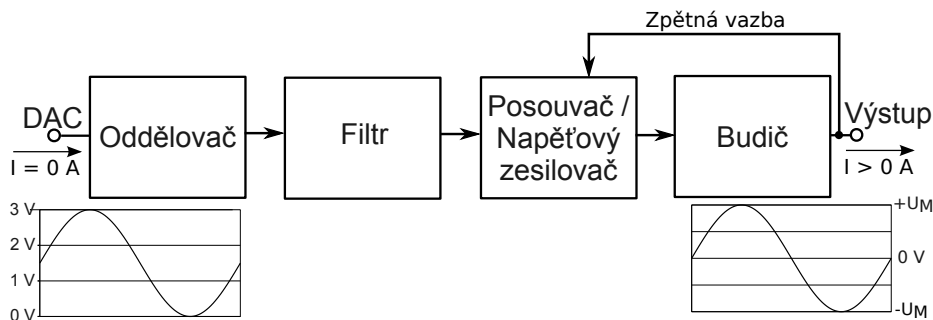 Zpětná vazba
DAC
I = 0 A
Oddělovač
Filtr
Posouvač /
Napěťový
zesilovač
Budič
Výstup
I > 0 A
3 V
2 V
1 V
0 V
+UM
0 V
-UM